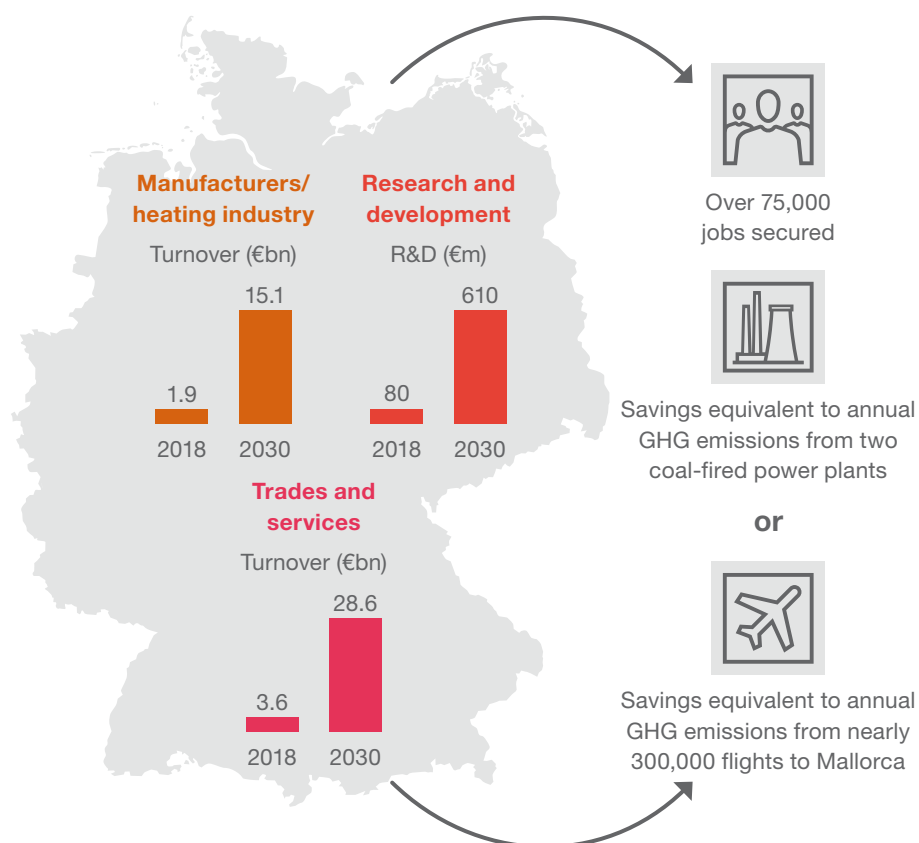 Manufacturers/
heating industry
Turnover (€bn)
15.1
1.9
2018 2030
Research and
development
R&D (€m)
610
80
2018 2030
Trades and
services
Turnover (€bn)
28.6
3.6
2018 2030
Over 75,000
jobs secured
Savings equivalent to annual
GHG emissions from two
coal-fired power plants
or
Savings equivalent to annual
GHG emissions from nearly
300,000 flights to Mallorca